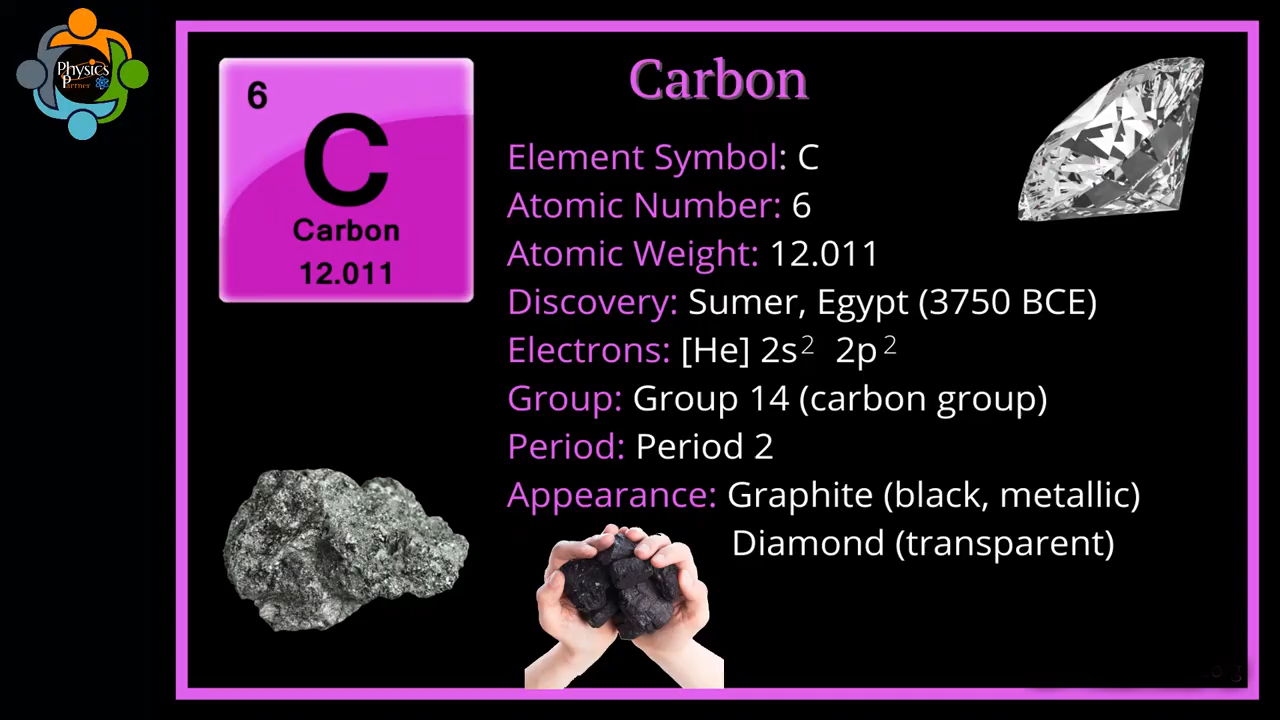 Physics
Partner
6
C
Carbon
12.011
Carbon
Element Symbol: C
Atomic Number: 6
Atomic Weight: 12.011
Discovery: Sumer, Egypt (3750 BCE)
Electrons: [He] 2s² 2p²
Group: Group 14 (carbon group)
Period: Period 2
Appearance: Graphite (black, metallic)
Diamond (transparent)